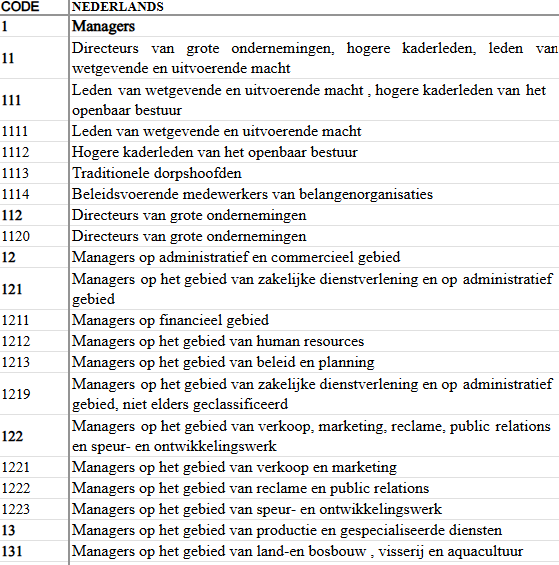 CODE NEDERLANDS
1 Managers
11 Directeurs van grote ondernemingen, hogere kaderleden, leden van
wetgevende en uitvoerende macht
111 Leden van wetgevende en uitvoerende macht , hogere kaderleden van het
openbaar bestuur
1111 Leden van wetgevende en uitvoerende macht
1112 Hogere kaderleden van het openbaar bestuur
1113 Traditionele dorpshoofden
1114 Beleidsvoerende medewerkers van belangenorganisaties
112 Directeurs van grote ondernemingen
1120 Directeurs van grote ondernemingen
12 Managers op administratief en commercieel gebied
121 Managers op het gebied van zakelijke dienstverlening en op administratief
gebied
1211 Managers op financieel gebied
1212 Managers op het gebied van human resources
1213 Managers op het gebied van beleid en planning
1219 Managers op het gebied van zakelijke dienstverlening en op administratief
gebied, niet elders geclassificeerd
122 Managers op het gebied van verkoop, marketing, reclame, public relations
en speur- en ontwikkelingswerk
1221 Managers op het gebied van verkoop en marketing
1222 Managers op het gebied van reclame en public relations
1223 Managers op het gebied van speur- en ontwikkelingswerk
13 Managers op het gebied van productie en gespecialiseerde diensten
131 Managers op het gebied van land-en bosbouw , visserij en aquacultuur